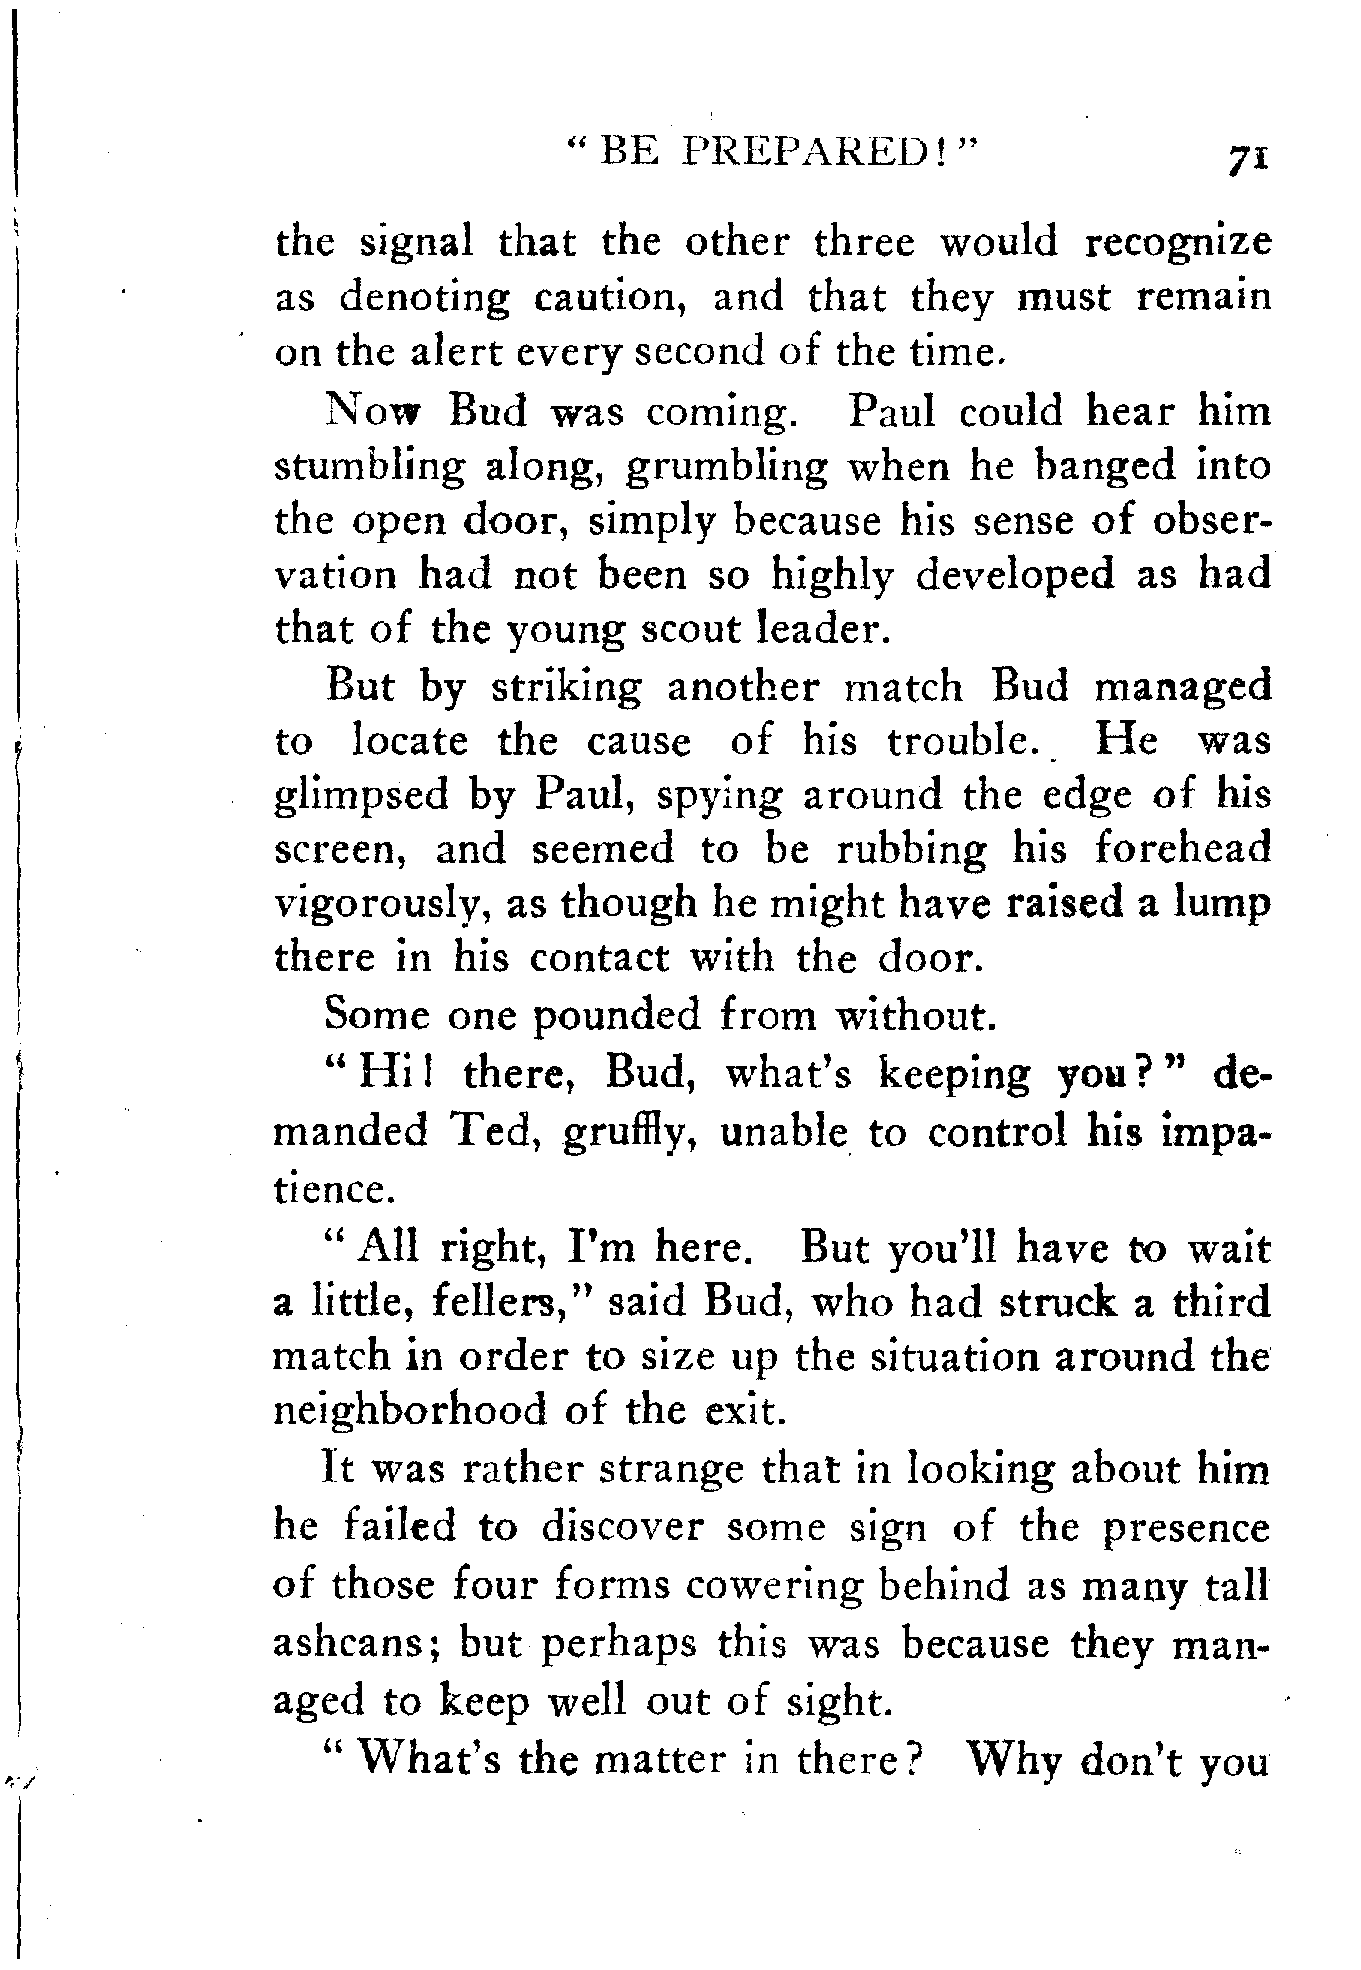 “ BE PREPARED! ” 71
the signal that the other three would recognize
as denoting caution, and that they must remain
on the alert every second of the time.
Now Bud was coming. Paul could hear him
stumbling along, grumbling when he banged into
the open door, simply because his sense of obser-
vation had not been so highly developed as had
that of the young scout leader.
But by striking another match Bud managed
to locate the cause of his trouble. He was
glimpsed by Paul, spying around the edge of his
screen, and seemed to be rubbing his forehead
vigorously, as though he might have raised a lump
there in his contact with the door.
Some one pounded from without.
“ Hi! there, Bud, what's keeping you? ” de-
manded Ted, gruffly, unable to control his impa-
tience.
“ All right, I'm here. But you'll have to wait
a little, fellers,” said Bud, who had struck a third
match in order to size up the situation around the
neighborhood of the exit.
It was rather strange that in looking about him
he failed to discover some sign of the presence
of those four forms cowering behind as many tall
ashcans; but perhaps this was because they man-
aged to keep well out of sight.
“ What's the matter in there? Why don't you